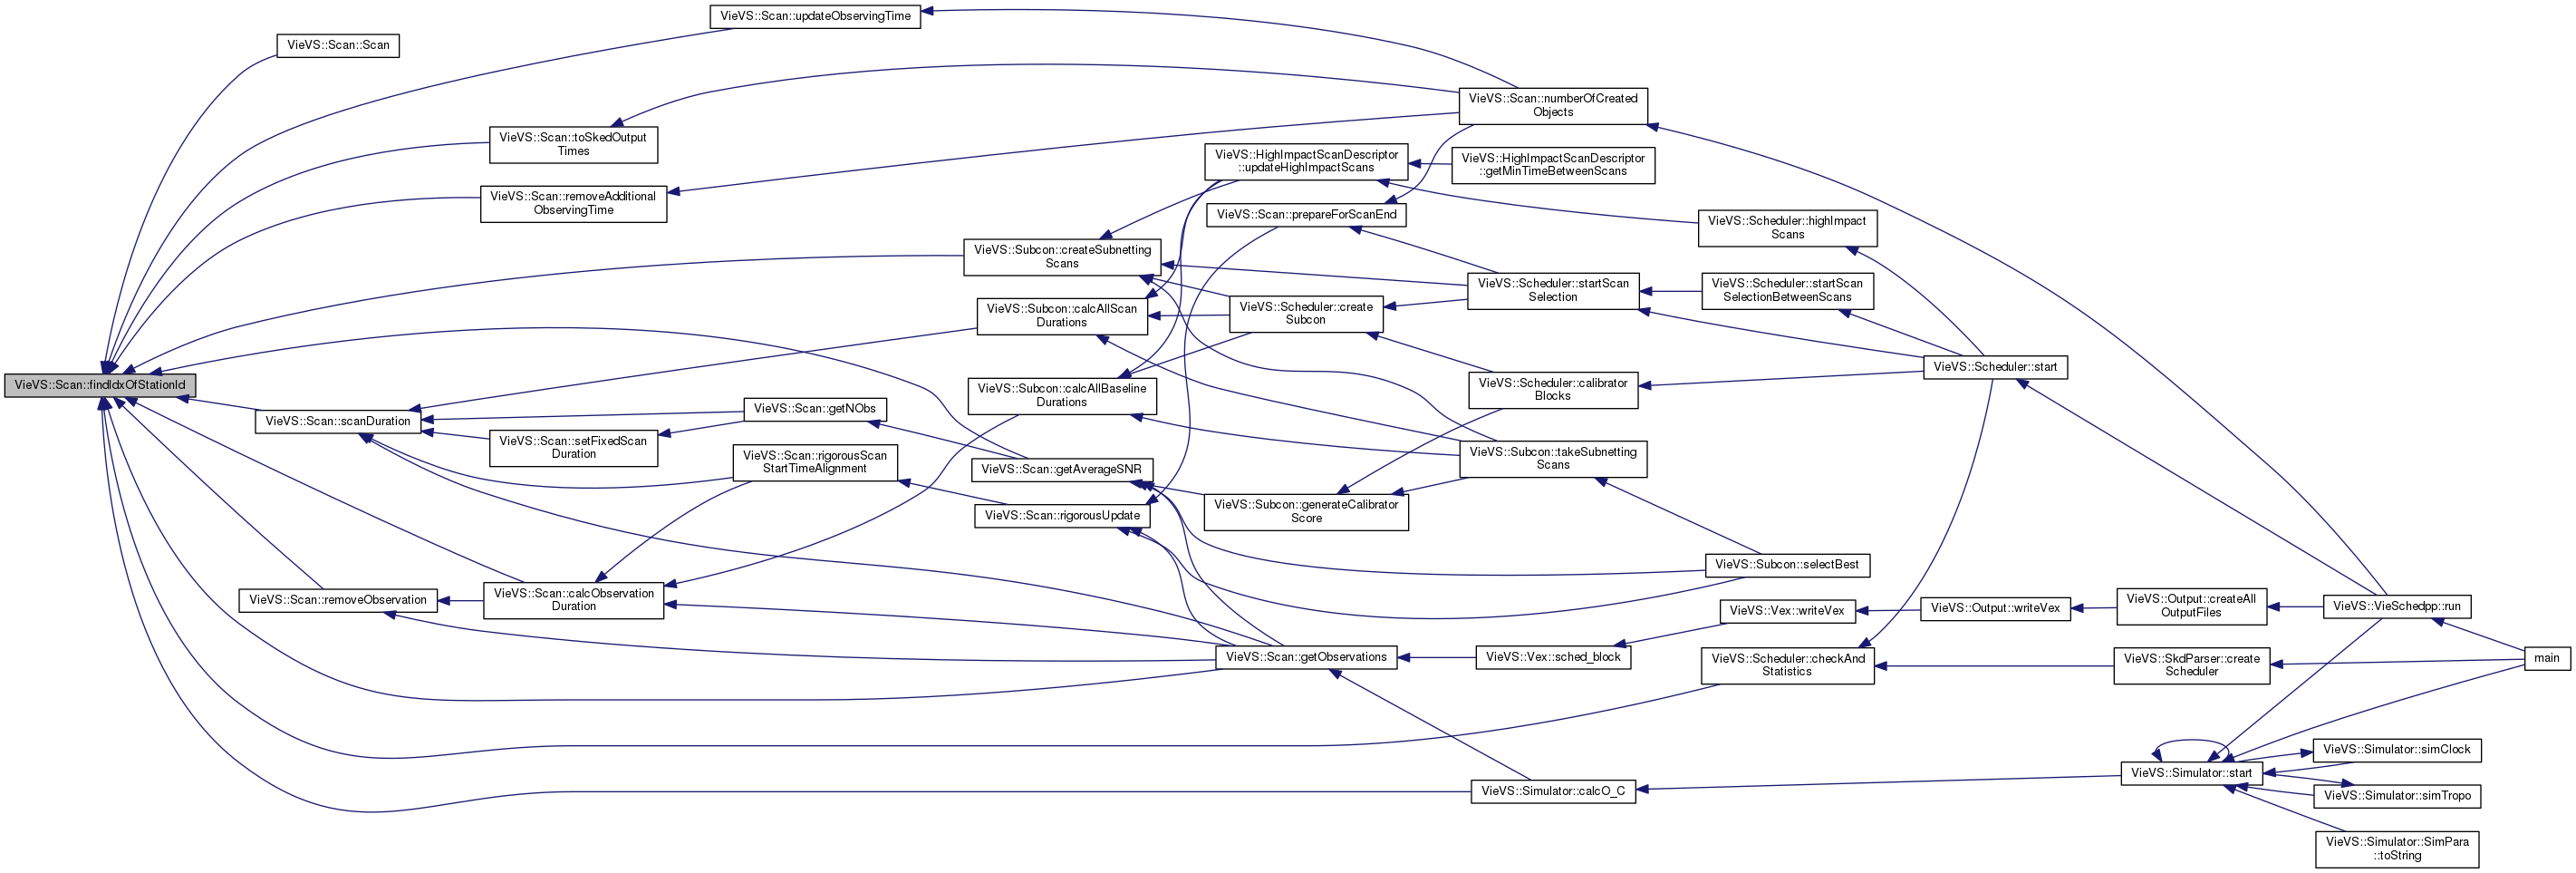 VieVS::Scan::updateObservingTime
VieVS::Scan::Scan
VieVS::Scan::numberOfCreated
Objects
VieVS::Scan::toSkedOutput
Times
VieVS::HighImpactScanDescriptor
::updateHighImpactScans
VieVS::HighImpactScanDescriptor
::getMinTimeBetweenScans
VieVS::Scan::removeAdditional
ObservingTime
VieVS::Scan::prepareForScanEnd
VieVS::Scheduler::highImpact
Scans
VieVS::Subcon::createSubnetting
Scans
VieVS::Scheduler::startScan
Selection
VieVS::Scheduler::startScan
SelectionBetweenScans
VieVS::Subcon::calcAllScan
Durations
VieVS::Scheduler::create
Subcon
VieVS::Scheduler::start
VieVS::Scan::findIdxOfStationId
VieVS::Subcon::calcAllBaseline
Durations
VieVS::Scheduler::calibrator
Blocks
VieVS::Scan::scanDuration
VieVS::Scan::getNObs
VieVS::Scan::setFixedScan
Duration
VieVS::Scan::rigorousScan
StartTimeAlignment
VieVS::Scan::getAverageSNR
VieVS::Subcon::takeSubnetting
Scans
VieVS::Scan::rigorousUpdate
VieVS::Subcon::generateCalibrator
Score
VieVS::Subcon::selectBest
VieVS::Scan::removeObservation
VieVS::Scan::calcObservation
Duration
VieVS::Vex::writeVex
VieVS::Output::writeVex
VieVS::Output::createAll
OutputFiles
VieVS::VieSchedpp::run
VieVS::Scan::getObservations
VieVS::Vex::sched_block
VieVS::Scheduler::checkAnd
Statistics
VieVS::SkdParser::create
Scheduler
main
VieVS::Simulator::simClock
VieVS::Simulator::start
VieVS::Simulator::calcO_C
VieVS::Simulator::simTropo
VieVS::Simulator::SimPara
::toString